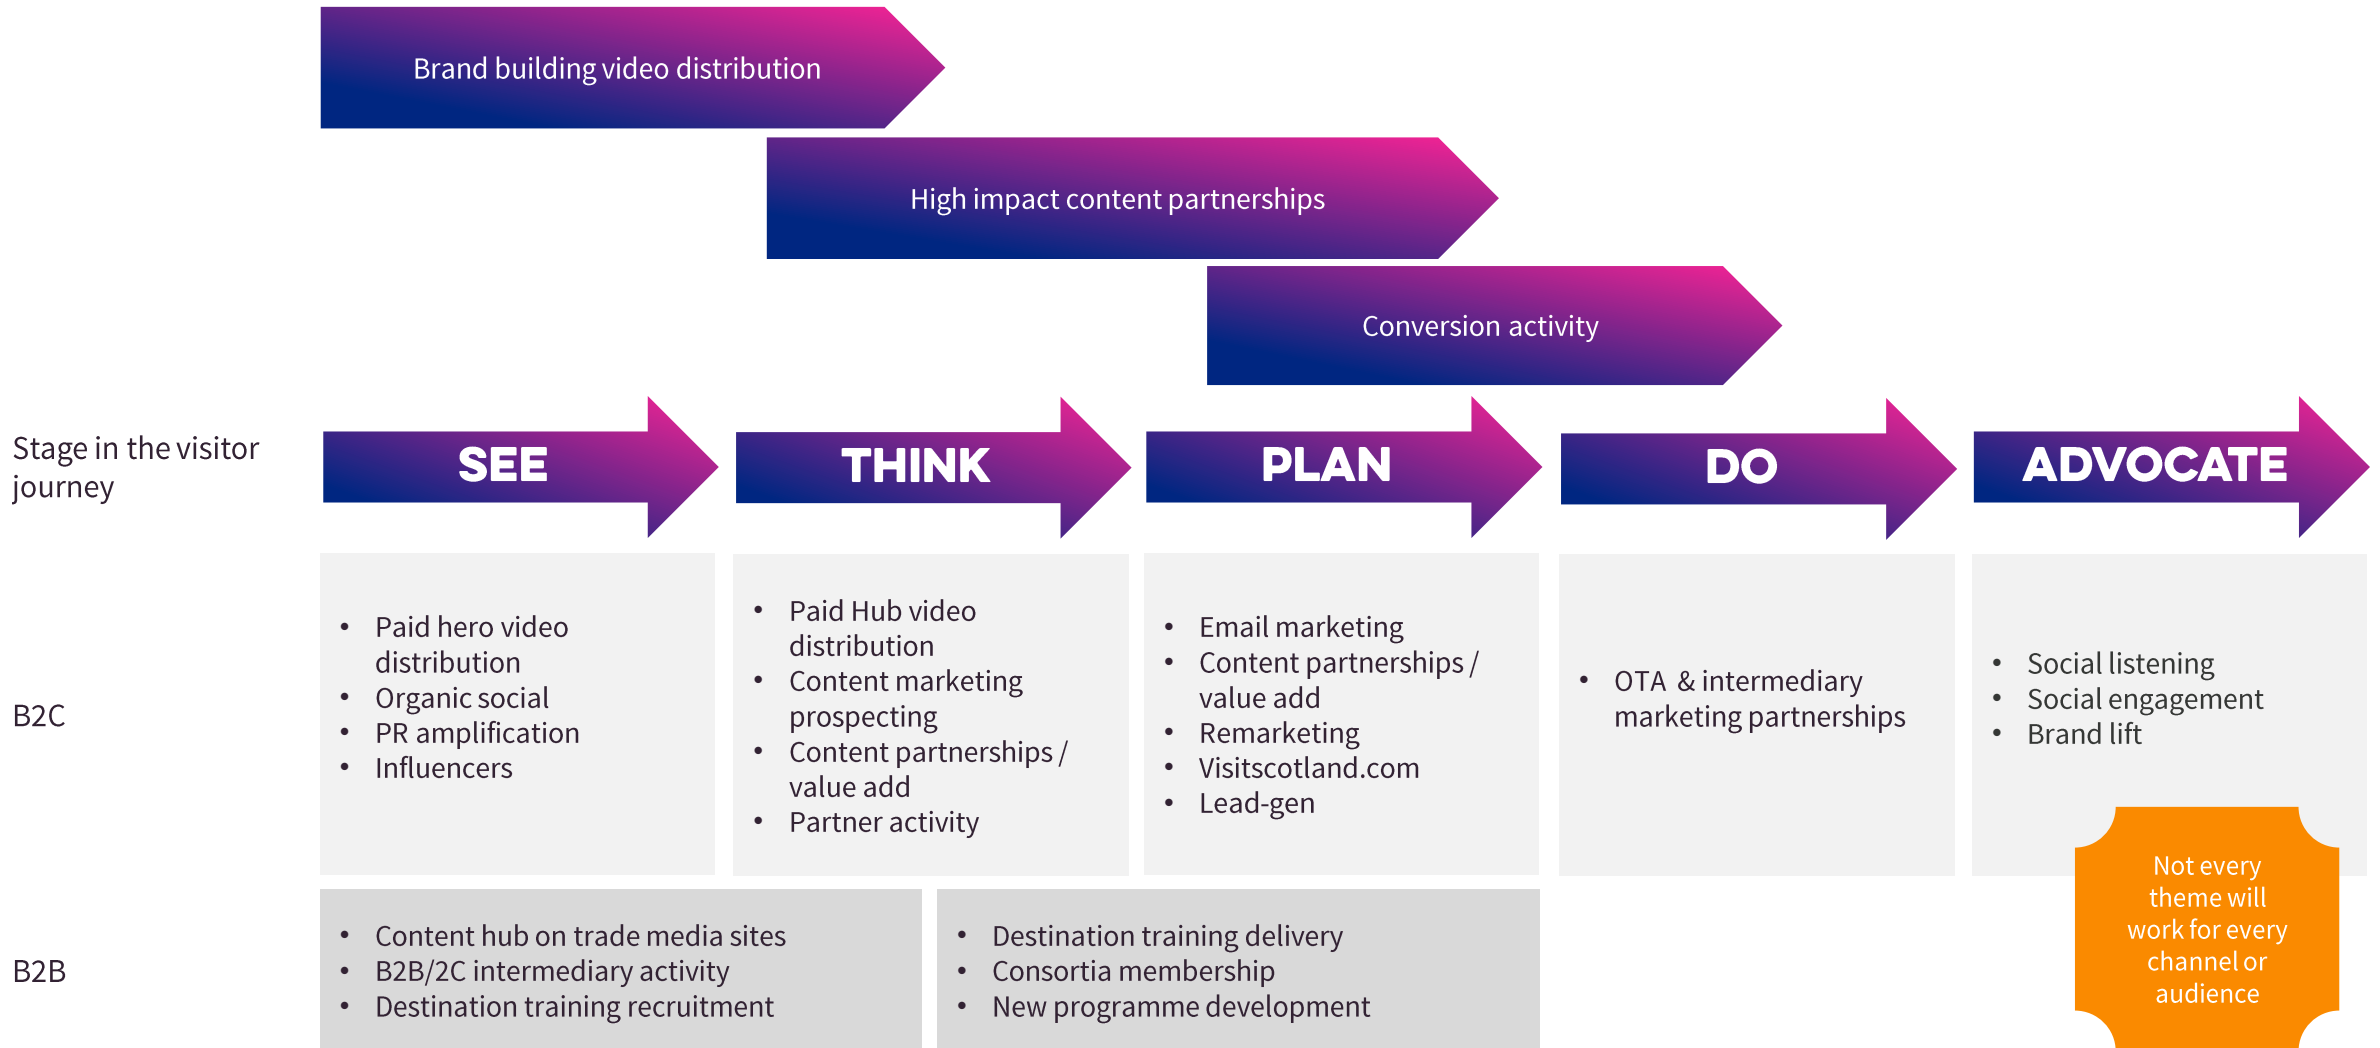 Brand building video distribution
High impact content partnerships
Conversion activity
Stage in the visitor
journey
SEE
THINK
PLAN
DO
ADVOCATE
B2C
• Paid hero video
distribution
• Organic social
• PR amplification
• Influencers
• Paid Hub video
distribution
• Content marketing
prospecting
• Content partnerships /
value add
• Partner activity
• Email marketing
• Content partnerships /
value add
• Remarketing
• Visitscotland.com
• Lead-gen
• OTA & intermediary
marketing partnerships
• Social listening
• Social engagement
• Brand lift
B2B
• Content hub on trade media sites
• B2B/2C intermediary activity
• Destination training recruitment
• Destination training delivery
• Consortia membership
• New programme development
Not every
theme will
work for every
channel or
audience